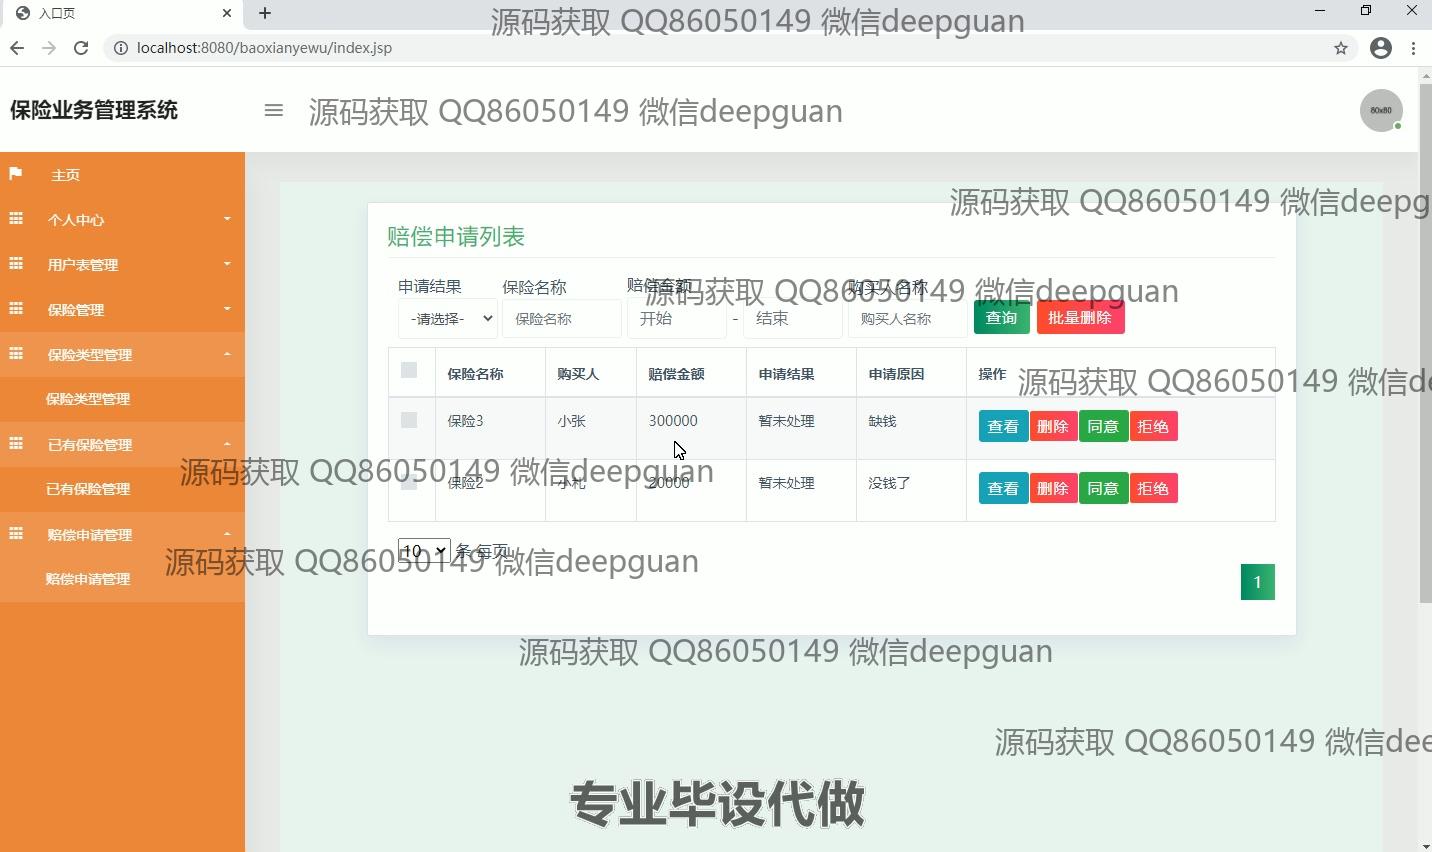 入口页
localhost:8080/baoxianyewu/index.jsp
源码获取 QQ86050149 微信deepguan
保险业务管理系统
源码获取 QQ86050149 微信deepguan
80x80
主页
个人中心
用户表管理
保险管理
保险类型管理
保险类型管理
已有保险管理
已有保险管理
赔偿申请管理
赔偿申请管理
源码获取 QQ86050149 微信deepg
赔偿申请列表
申请结果 保险名称 赔偿金额 购买人名称
源码获取 QQ86050149 微信deepguan
-请选择- 保险名称 开始 - 结束 购买人名称 查询 批量删除
保险名称 购买人 赔偿金额 申请结果 申请原因 操作
源码获取 QQ86050149 微信dee
保险3 小张 300000 暂未处理 缺钱 查看 删除 同意 拒绝
源码获取 QQ86050149 微信deepguan
保险2 小礼 20000 暂未处理 没钱了 查看 删除 同意 拒绝
10 条 每页
源码获取 QQ86050149 微信deepguan
1
源码获取 QQ86050149 微信deepguan
源码获取 QQ86050149 微信dee
专业毕设代做